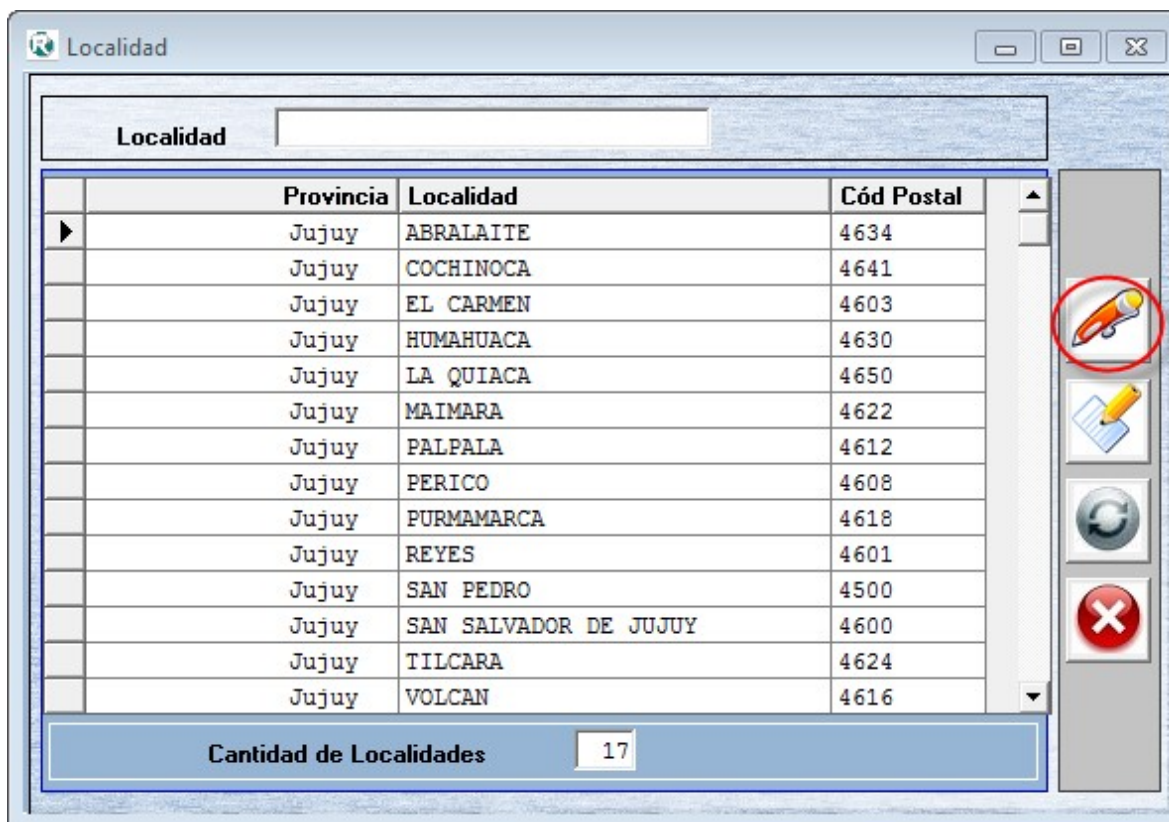 Localidad
Localidad
Provincia Localidad Cód Postal
Jujuy ABRALAITE 4634
Jujuy COCHINOCA 4641
Jujuy EL CARMEN 4603
Jujuy HUMAHUACA 4630
Jujuy LA QUIACA 4650
Jujuy MAIMARA 4622
Jujuy PALPALA 4612
Jujuy PERICO 4608
Jujuy PURMAMARCA 4618
Jujuy REYES 4601
Jujuy SAN PEDRO 4500
Jujuy SAN SALVADOR DE JUJUY 4600
Jujuy TILCARA 4624
Jujuy VOLCAN 4616
Cantidad de Localidades 17